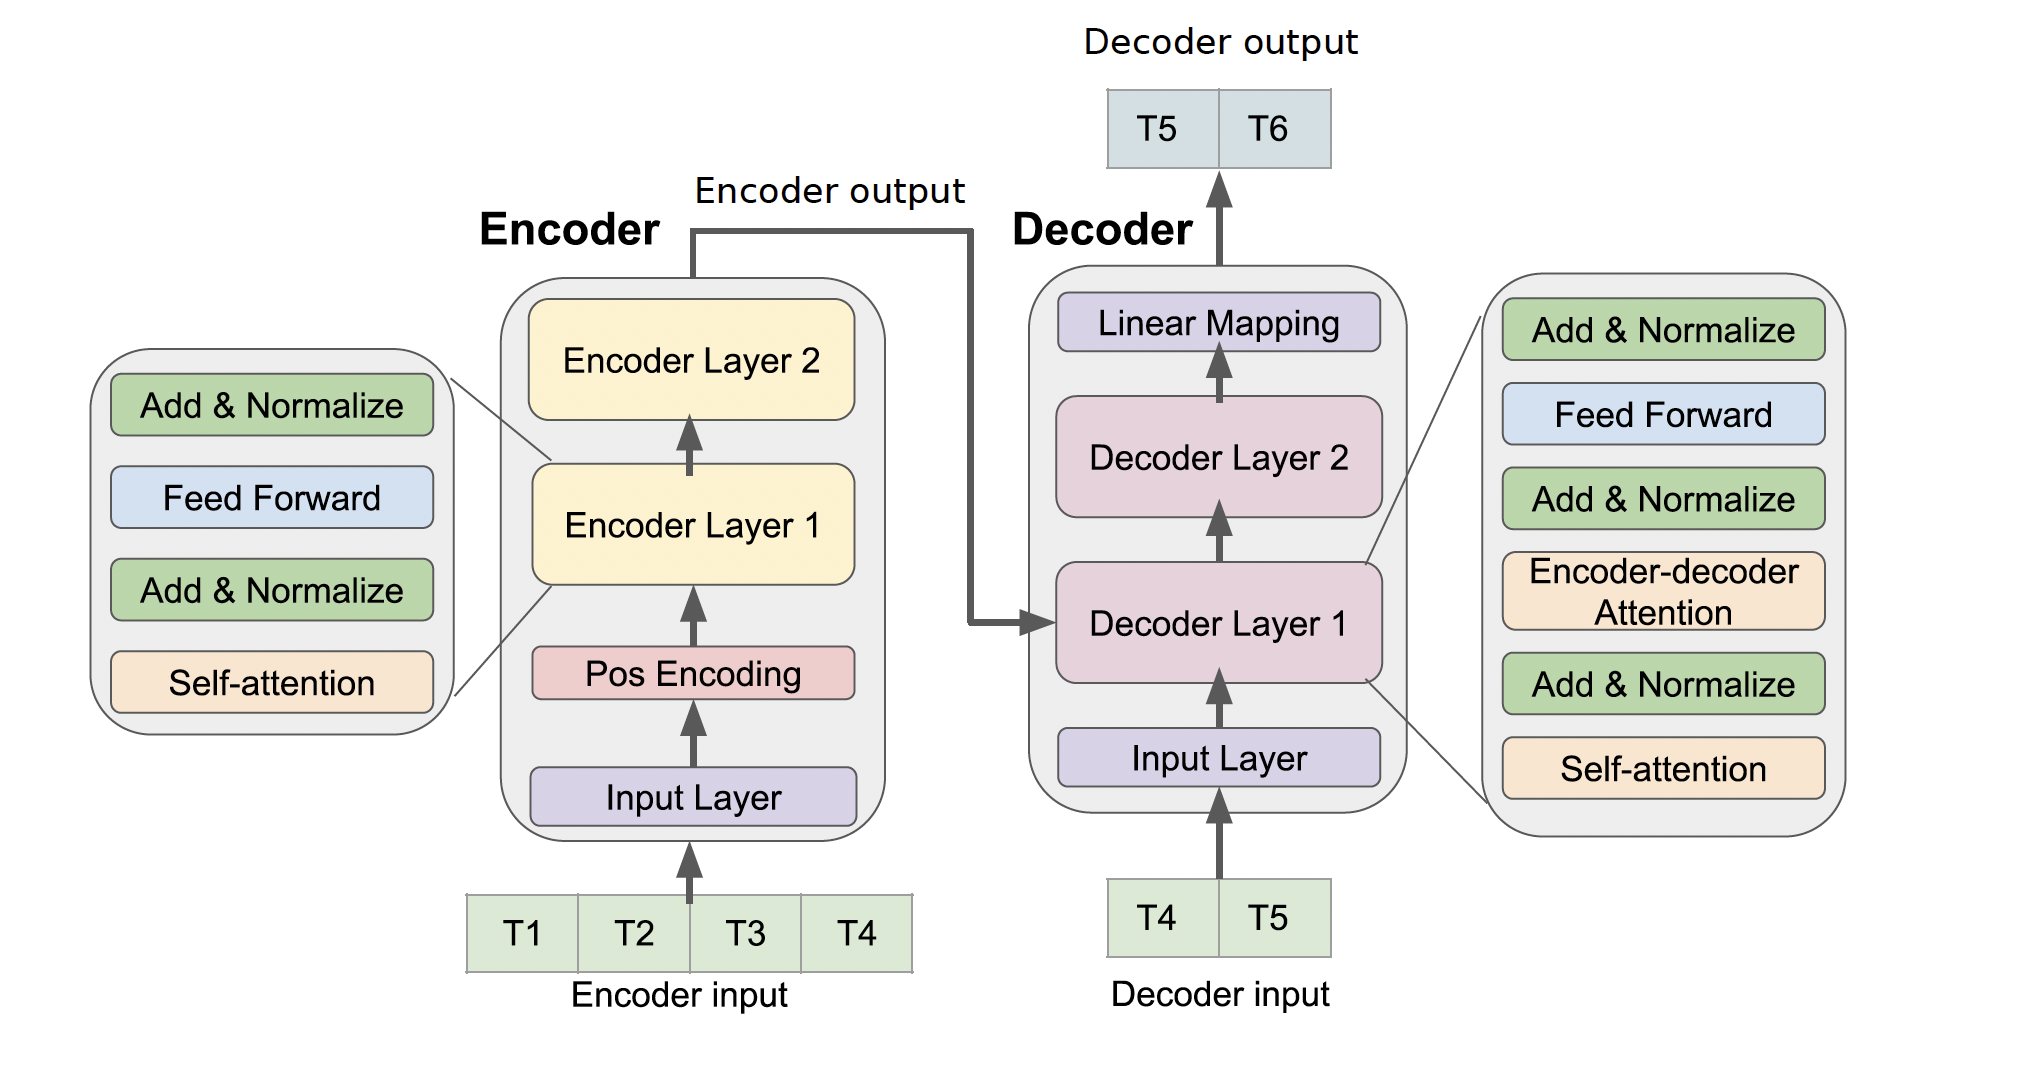 Decoder output
T5 T6
Encoder output
Encoder
Decoder
Add & Normalize
Feed Forward
Add & Normalize
Self-attention
Encoder Layer 2
Encoder Layer 1
Pos Encoding
Input Layer
T1 T2 T3 T4
Encoder input
Linear Mapping
Decoder Layer 2
Decoder Layer 1
Input Layer
T4 T5
Decoder input
Add & Normalize
Feed Forward
Add & Normalize
Encoder-decoder
Attention
Add & Normalize
Self-attention